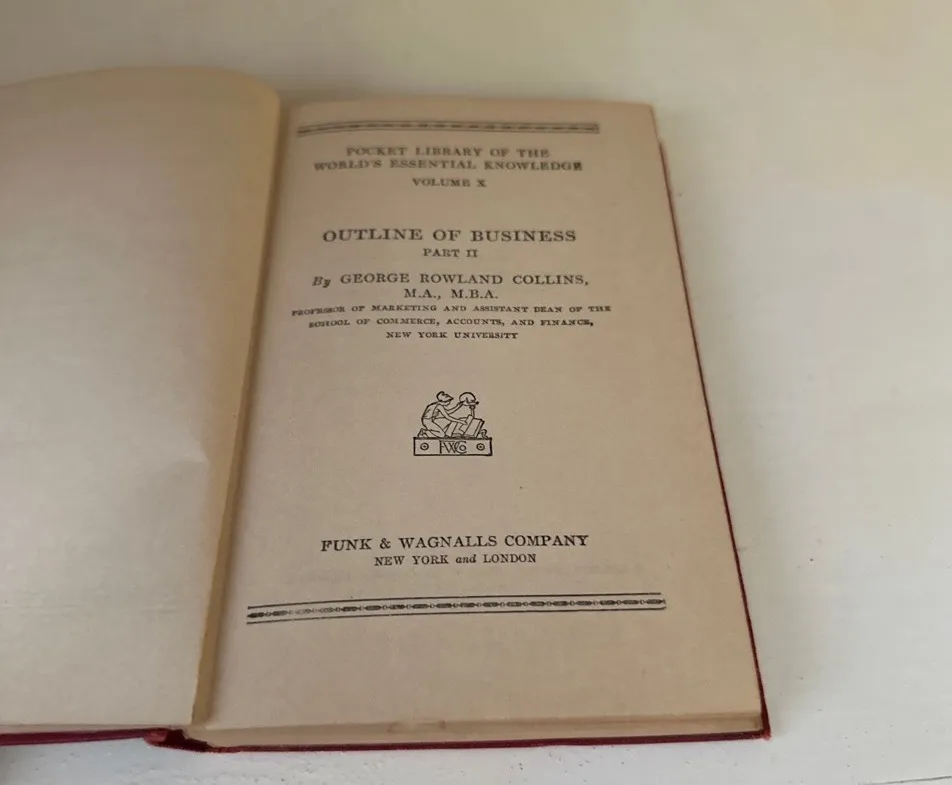 POCKET LIBRARY OF THE
WORLD'S ESSENTIAL KNOWLEDGE
VOLUME X
OUTLINE OF BUSINESS
PART II
By GEORGE ROWLAND COLLINS,
M.A., M.B.A.
PROFESSOR OF MARKETING AND ASSISTANT DEAN OF THE
SCHOOL OF COMMERCE, ACCOUNTS, AND FINANCE,
NEW YORK UNIVERSITY
FWCo
FUNK & WAGNALLS COMPANY
NEW YORK and LONDON